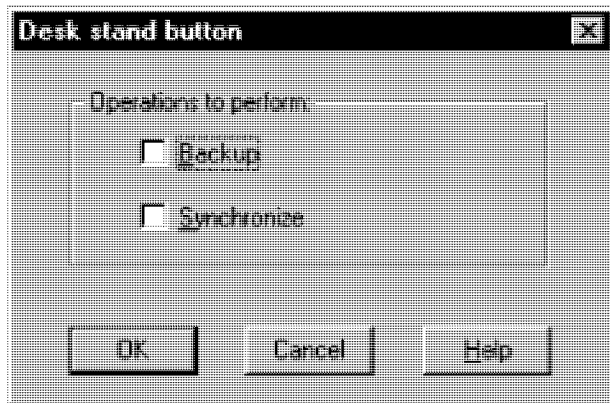 Desk stand button
Operations to perform:
Backup
Synchronize
OK Cancel Help